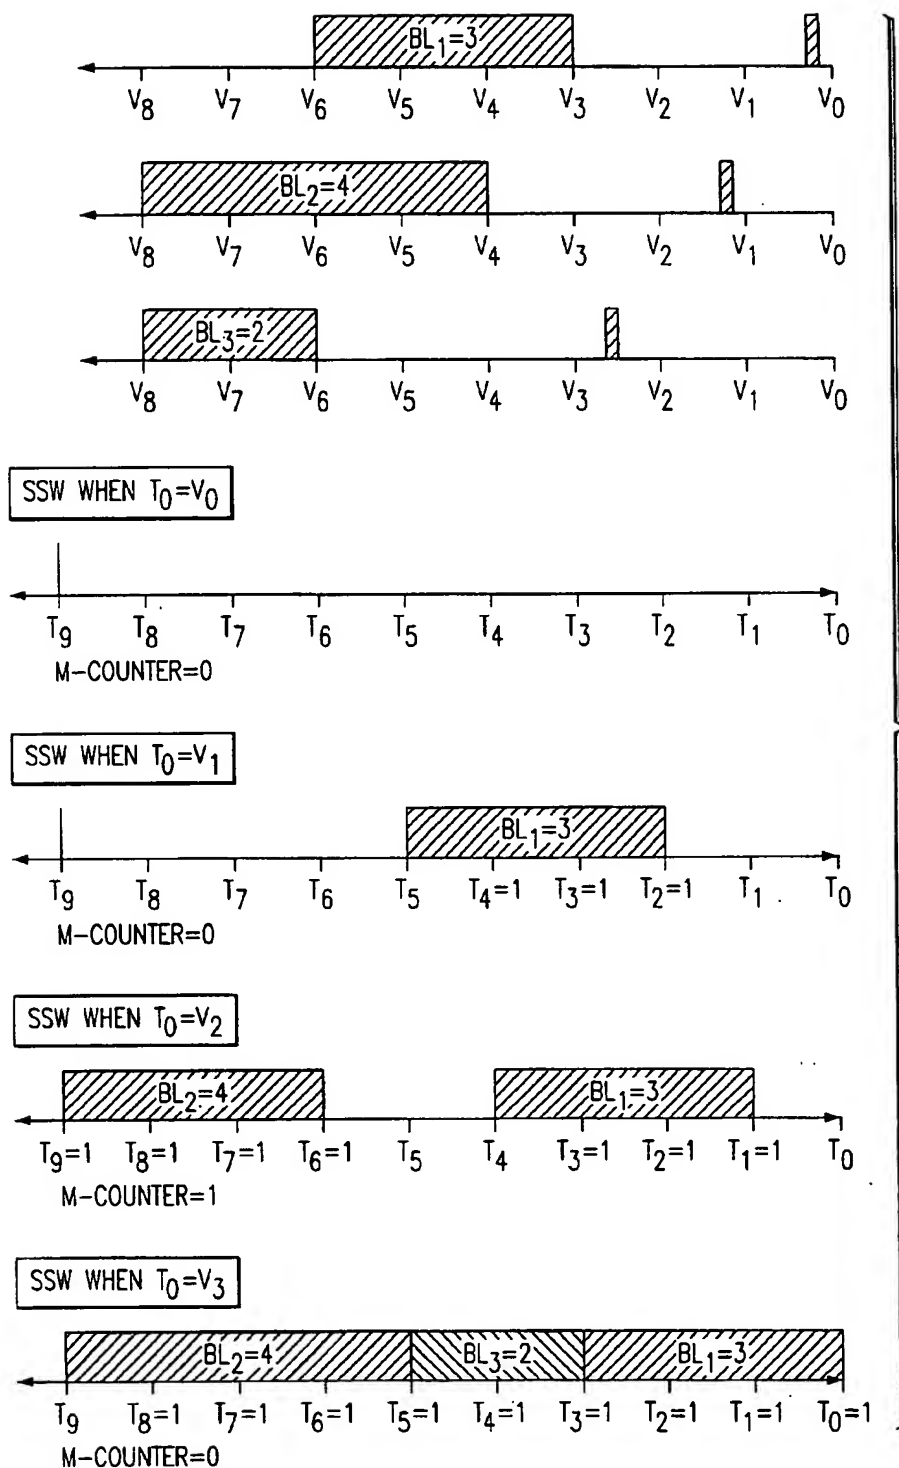 BL1=3
V8 V7 V6 V5 V4 V3 V2 V1 V0
BL2=4
V8 V7 V6 V5 V4 V3 V2 V1 V0
BL3=2
V8 V7 V6 V5 V4 V3 V2 V1 V0
SSW WHEN T0=V0
T9 T8 T7 T6 T5 T4 T3 T2 T1 T0
M-COUNTER=0
SSW WHEN T0=V1
BL1=3
T9 T8 T7 T6 T5 T4=1 T3=1 T2=1 T1 T0
M-COUNTER=0
SSW WHEN T0=V2
BL2=4 BL1=3
T9=1 T8=1 T7=1 T6=1 T5 T4 T3=1 T2=1 T1=1 T0
M-COUNTER=1
SSW WHEN T0=V3
BL2=4 BL3=2 BL1=3
T9 T8=1 T7=1 T6=1 T5=1 T4=1 T3=1 T2=1 T1=1 T0=1
M-COUNTER=0